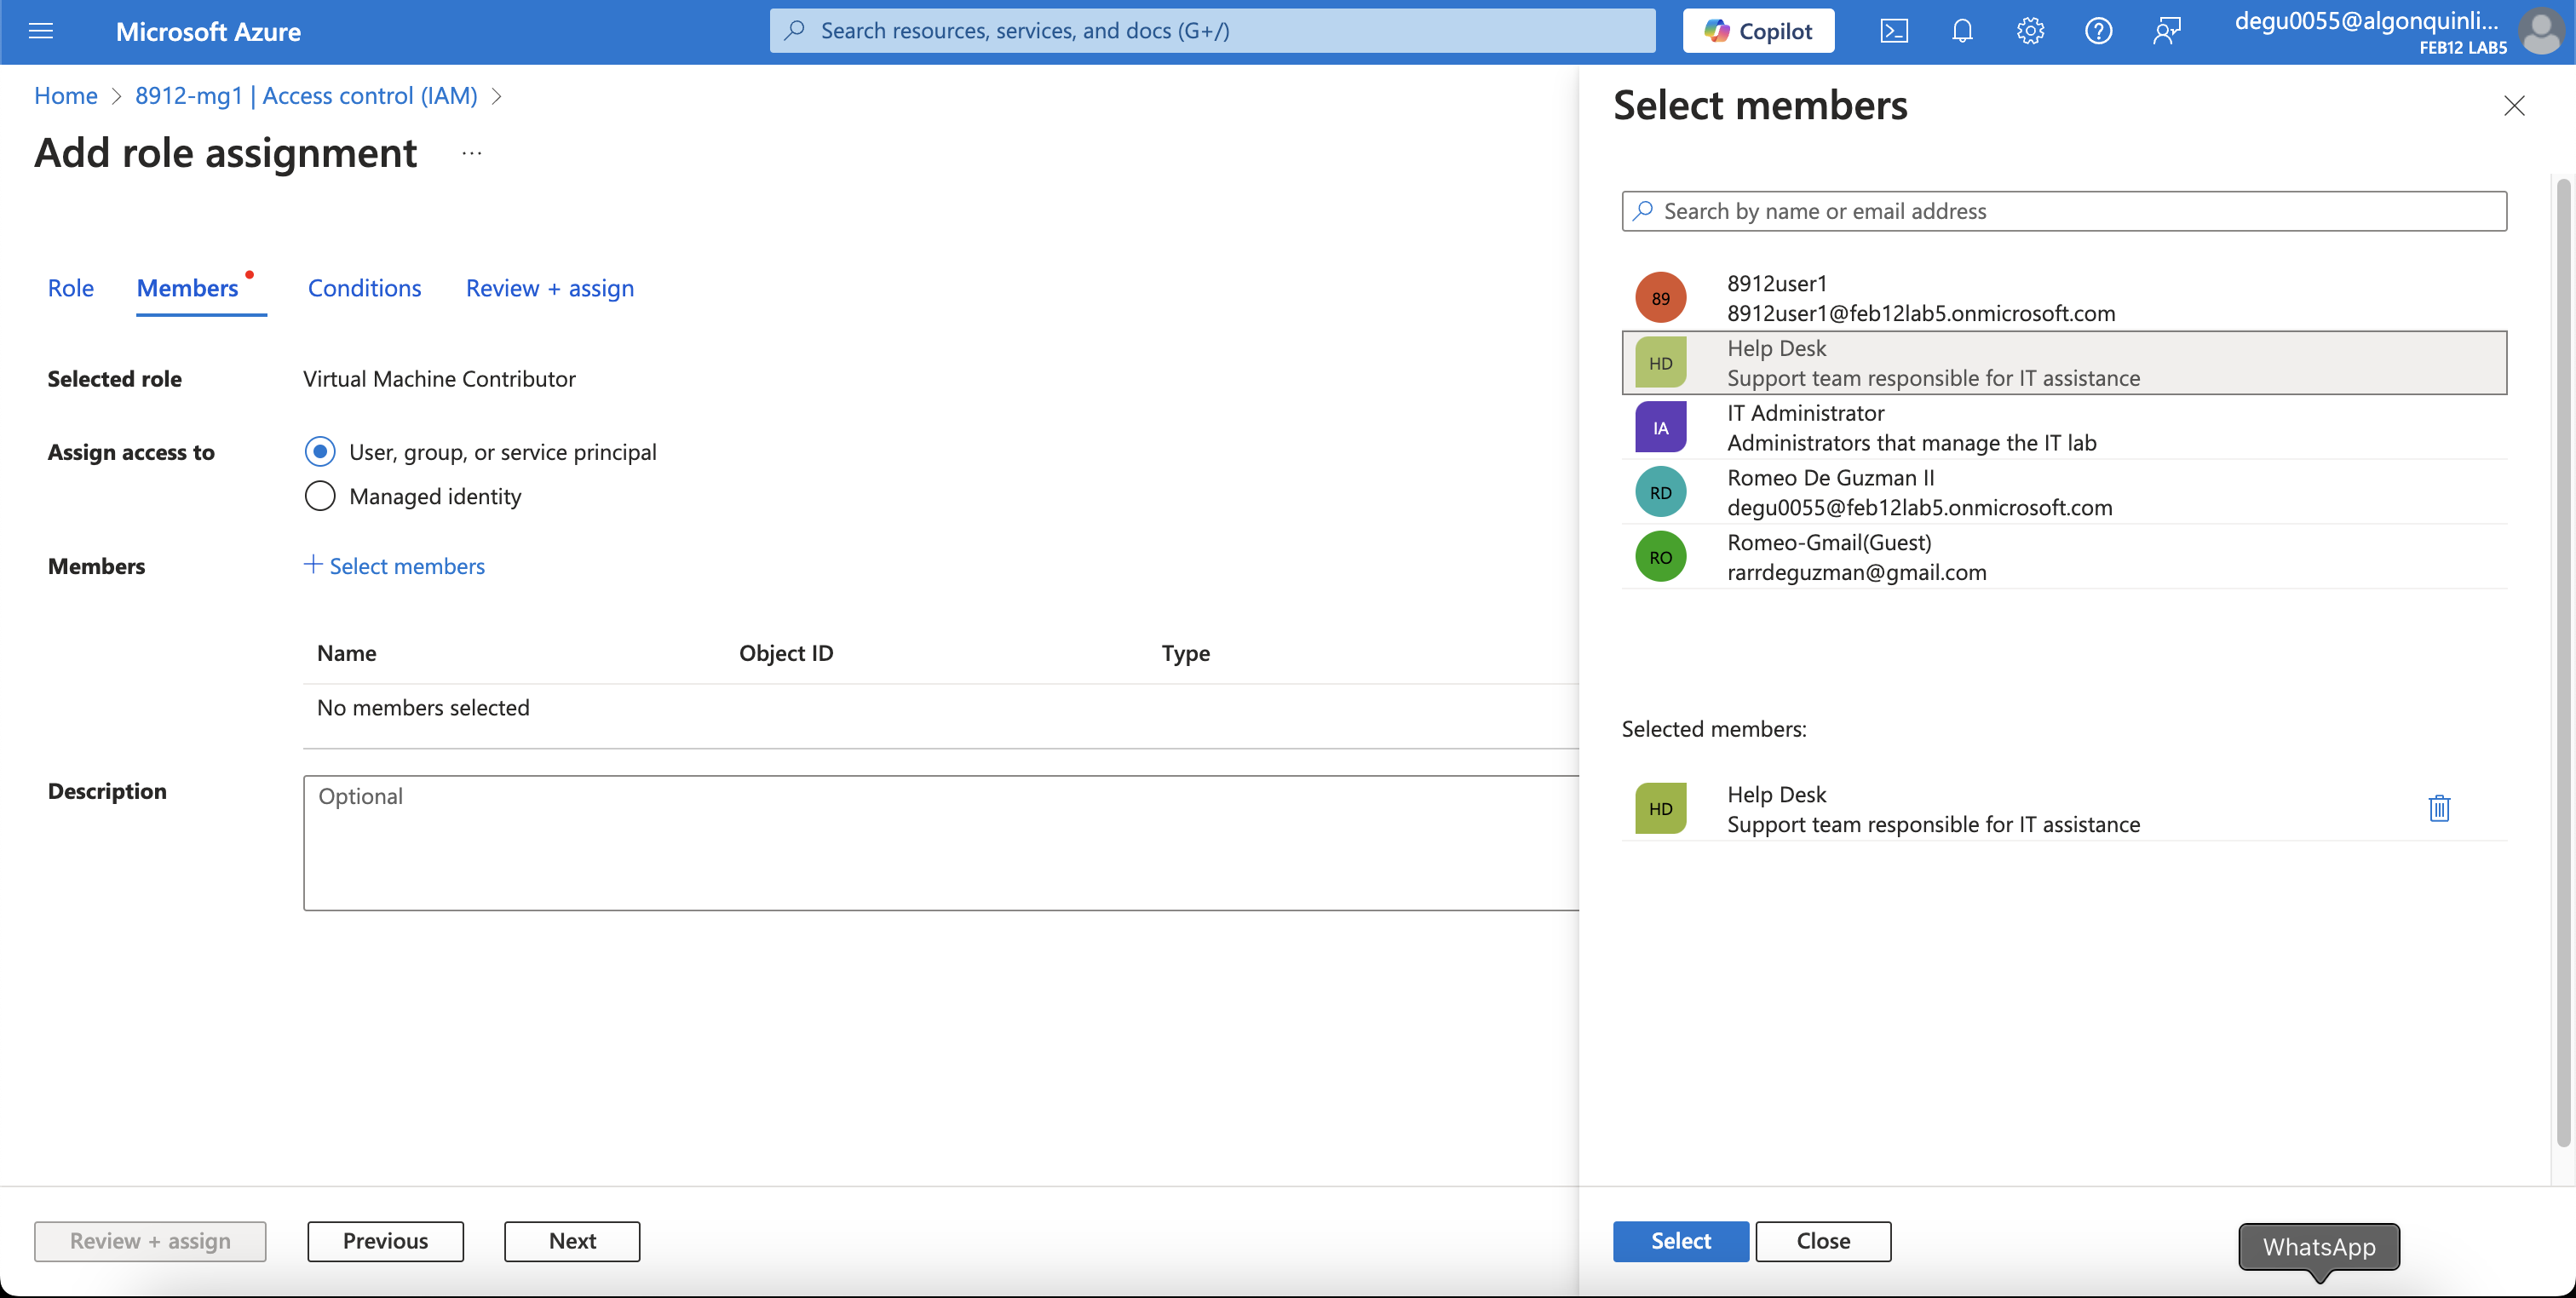 Microsoft Azure
Search resources, services, and docs (G+/)
Copilot
degu0055@algonquinli...
FEB12 LAB5
Home > 8912-mg1 | Access control (IAM) >
Add role assignment ...
Role
Members
Conditions
Review + assign
Selected role
Virtual Machine Contributor
Assign access to
User, group, or service principal
Managed identity
Members
+ Select members
Name
Object ID
Type
No members selected
Description
Optional
Review + assign
Previous
Next
Select members
Search by name or email address
89
8912user1
8912user1@feb12lab5.onmicrosoft.com
HD
Help Desk
Support team responsible for IT assistance
IA
IT Administrator
Administrators that manage the IT lab
RD
Romeo De Guzman II
degu0055@feb12lab5.onmicrosoft.com
RO
Romeo-Gmail(Guest)
rarrdeguzman@gmail.com
Selected members:
HD
Help Desk
Support team responsible for IT assistance
Select
Close
WhatsApp